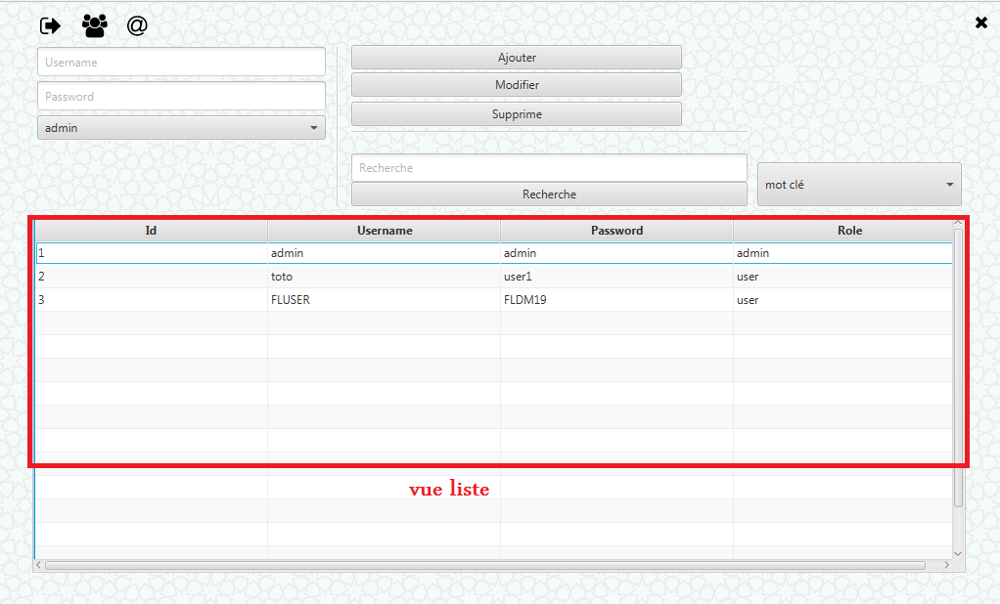 @
Username
Password
admin
Ajouter
Modifier
Supprime
Recherche
Recherche
mot clé
Id Username Password Role
1 admin admin admin
2 toto user1 user
3 FLUSER FLDM19 user
vue liste